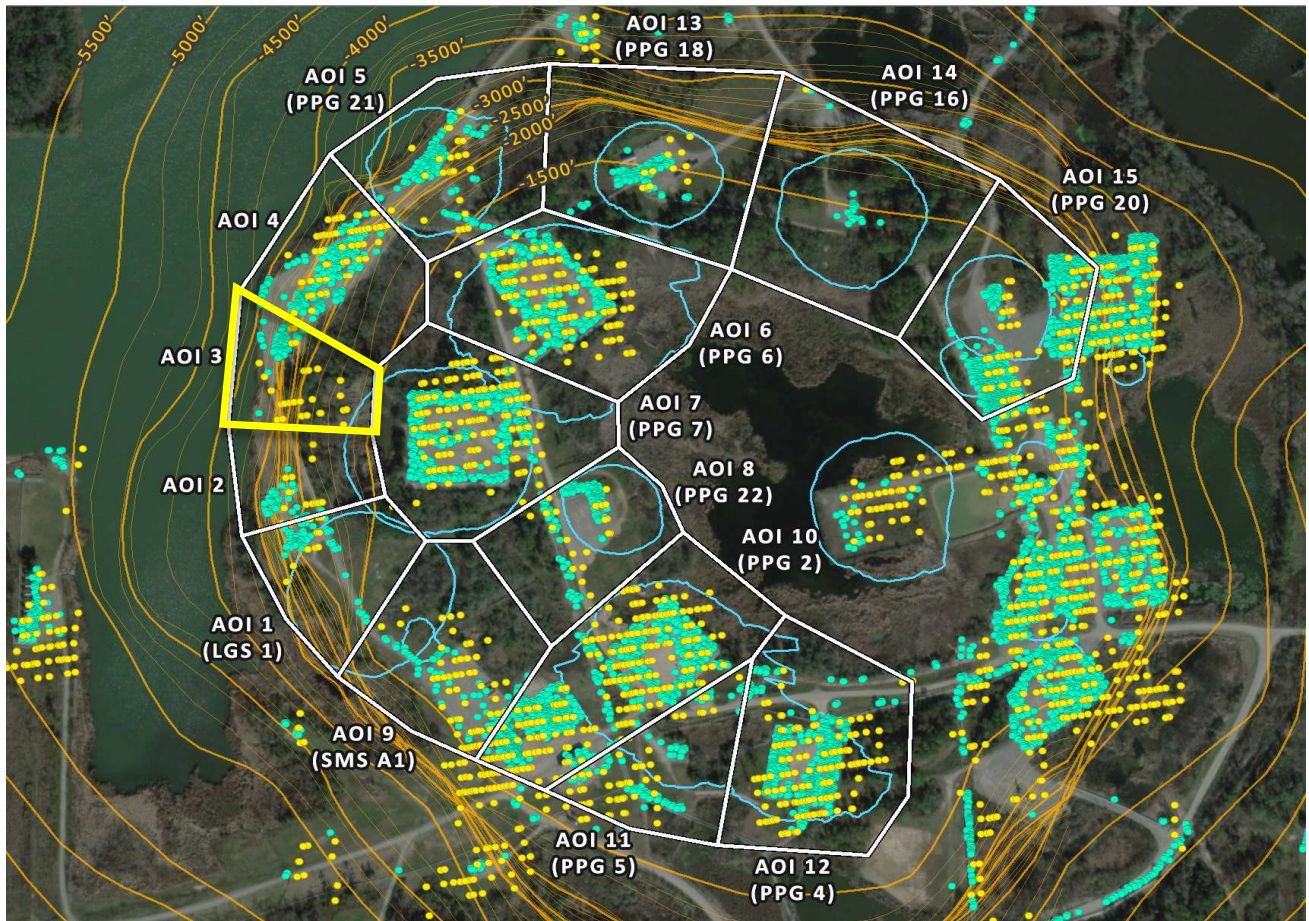 -5500'
-5000'
-4500'
-4000'
-3500'
-3000'
-2500'
-2000'
-1500'
AOI 13
(PPG 18)
AOI 14
(PPG 16)
AOI 5
(PPG 21)
AOI 15
(PPG 20)
AOI 4
AOI 3
AOI 6
(PPG 6)
AOI 7
(PPG 7)
AOI 8
(PPG 22)
AOI 2
AOI 10
(PPG 2)
AOI 1
(LGS 1)
AOI 9
(SMS A1)
AOI 11
(PPG 5)
AOI 12
(PPG 4)